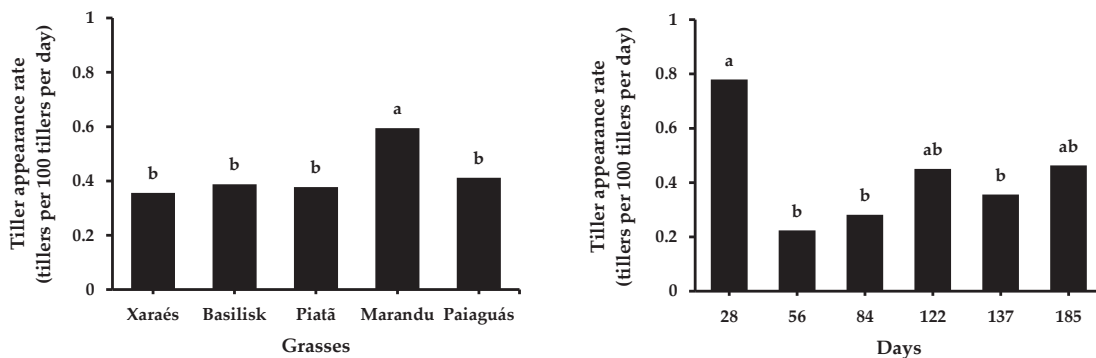 Tiller appearance rate
(tillers per 100 tillers per day)
1
0.8
0.6
0.4
0.2
0
b
b
b
a
b
Xaraés Basilisk Piatã Marandu Paiaguás
Grasses
Tiller appearance rate
(tillers per 100 tillers per day)
1
0.8
0.6
0.4
0.2
0
a
b
b
ab
b
ab
28 56 84 122 137 185
Days